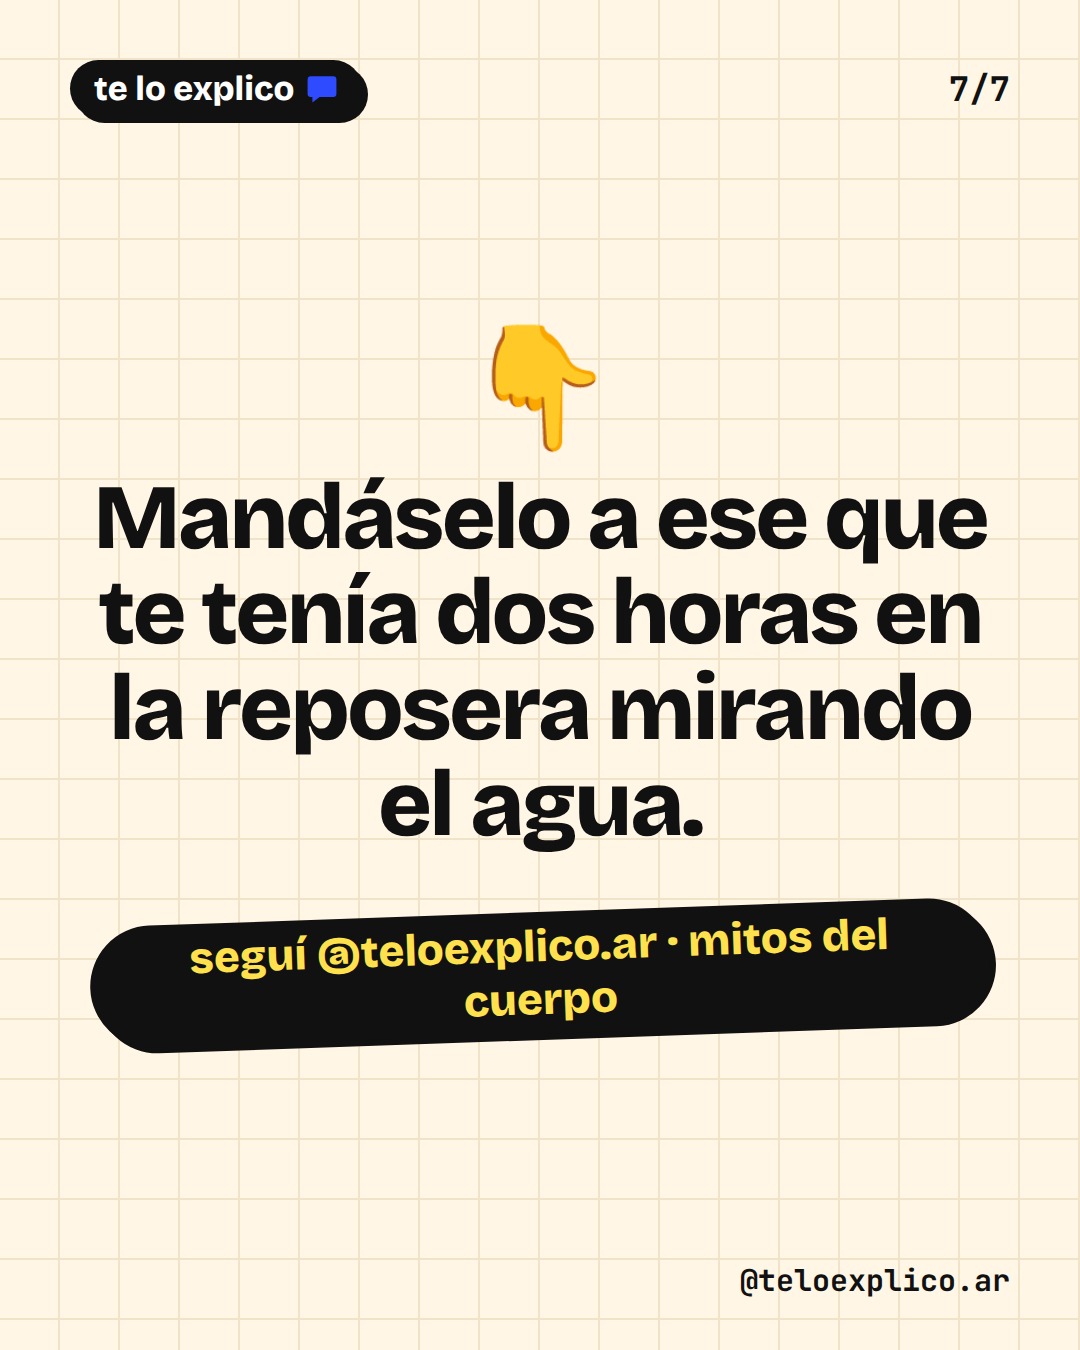 te lo explico
7/7
Mandáselo a ese que
te tenía dos horas en
la reposera mirando
el agua.
seguí @teloexplico.ar · mitos del
cuerpo
@teloexplico.ar